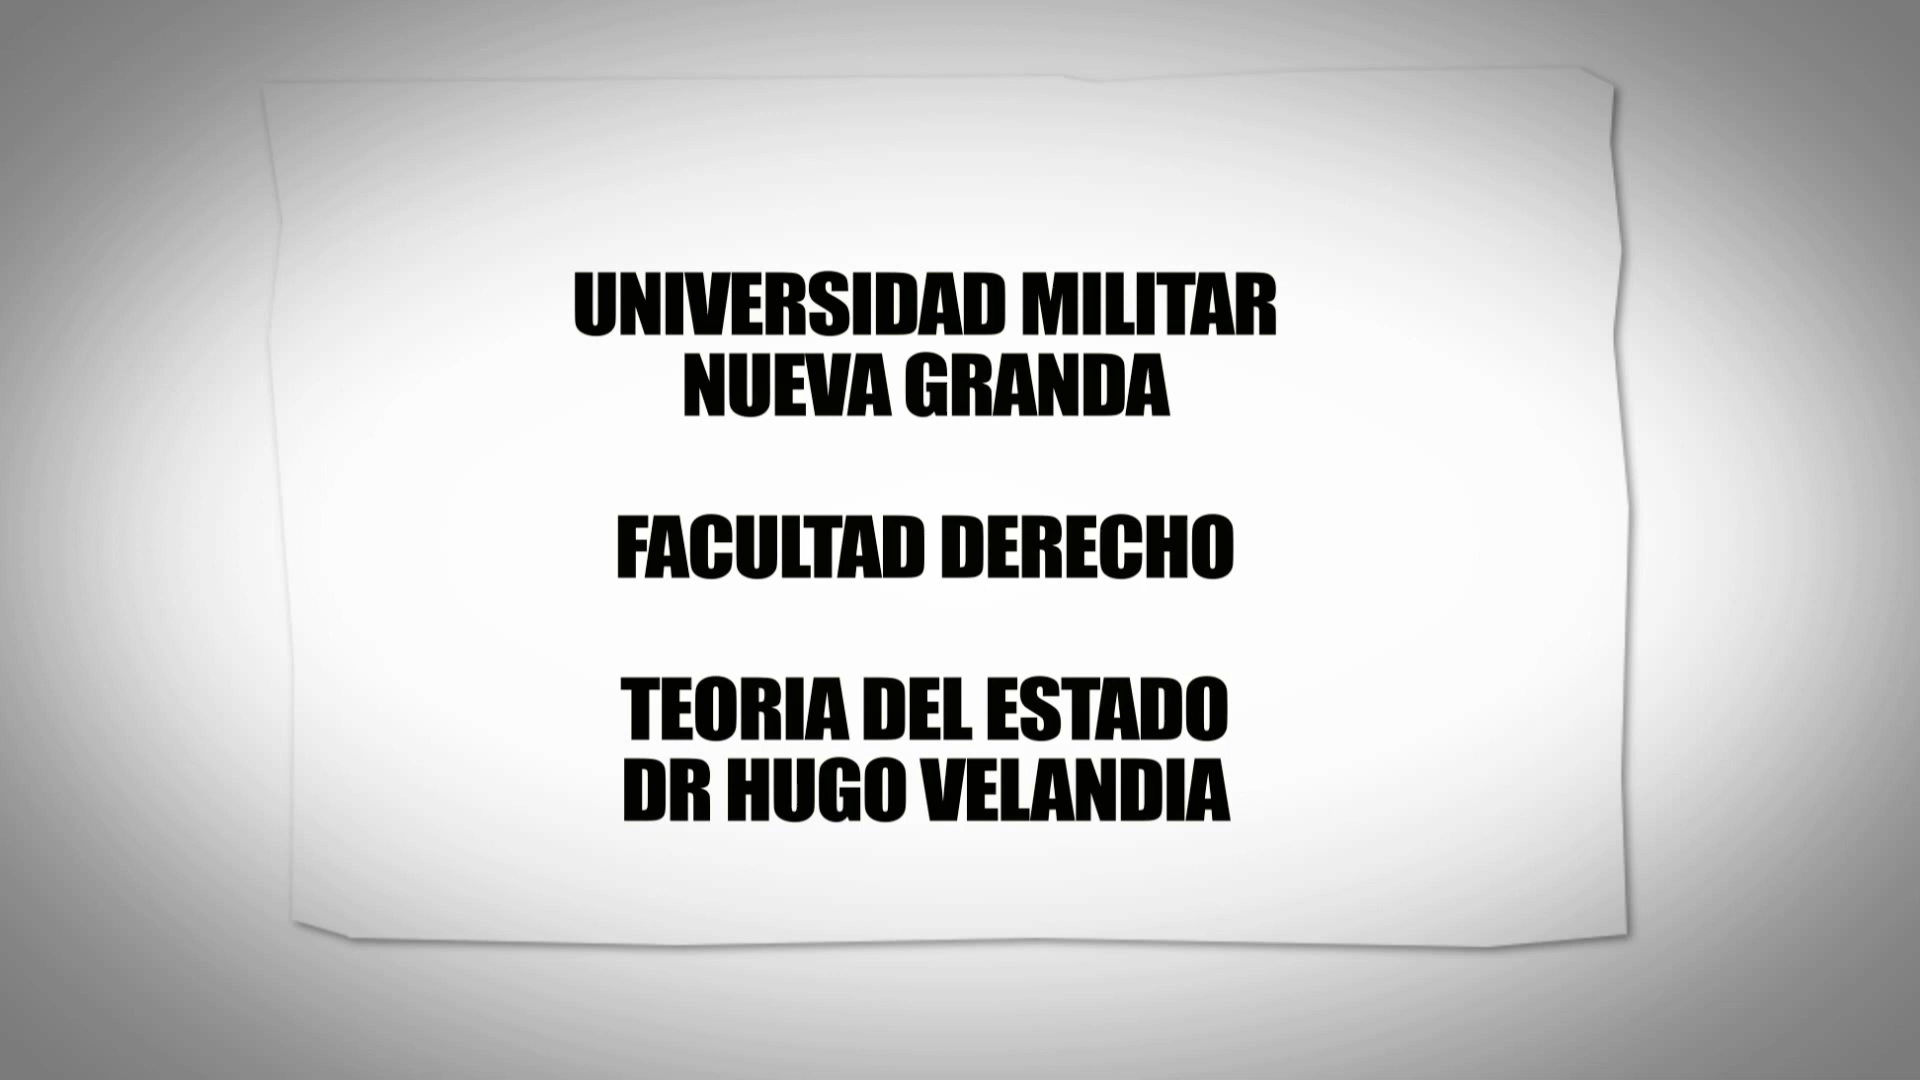 UNIVERSIDAD MILITAR
NUEVA GRANDA
FACULTAD DERECHO
TEORIA DEL ESTADO
DR HUGO VELANDIA